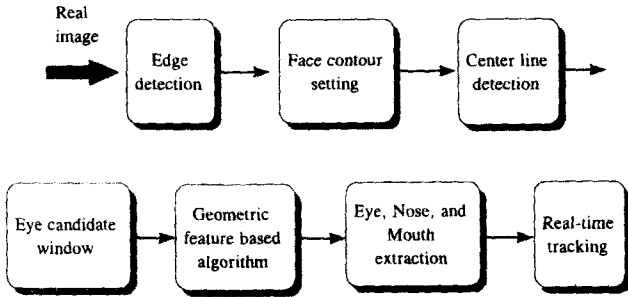 Real
image
Edge
detection
Face contour
setting
Center line
detection
Eye candidate
window
Geometric
feature based
algorithm
Eye, Nose, and
Mouth
extraction
Real-time
tracking